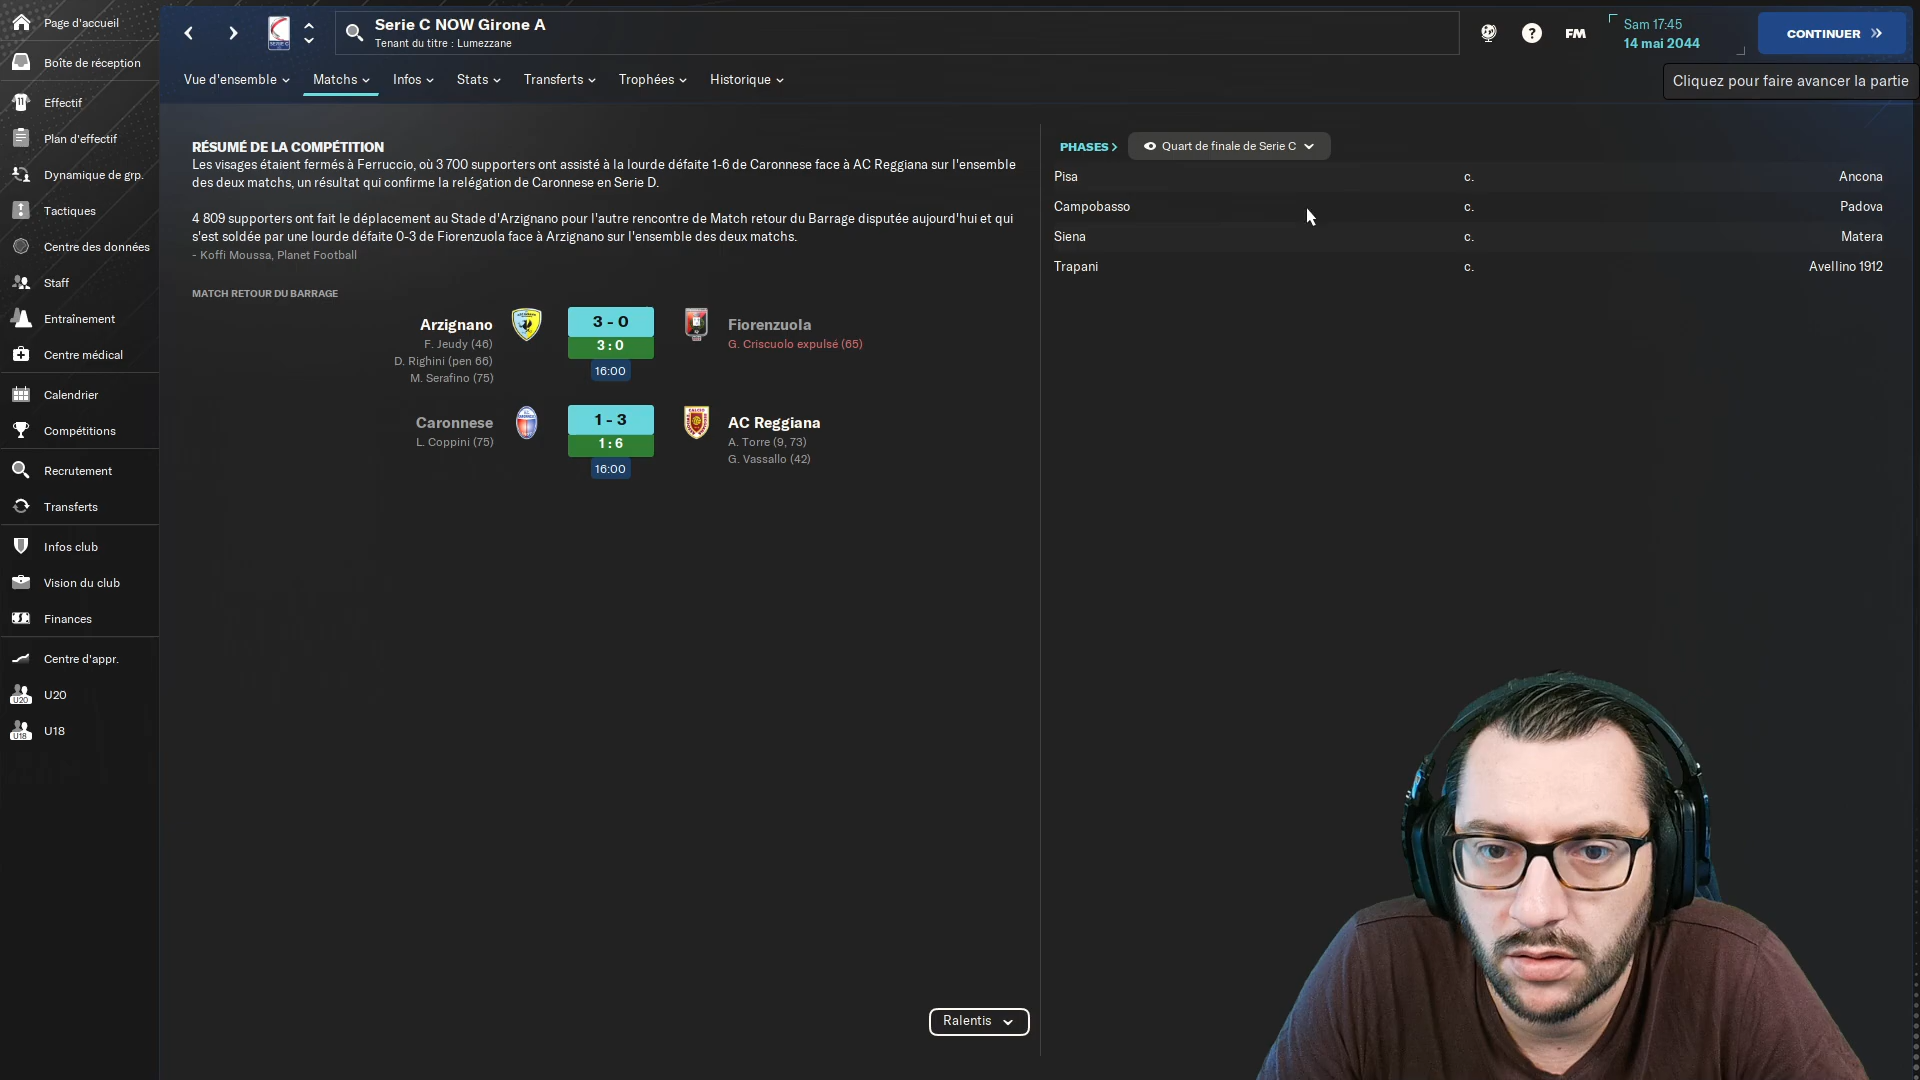 Page d'accueil
Boîte de réception
Effectif
Plan d'effectif
Dynamique de grp.
Tactiques
Centre des données
Staff
Entraînement
Centre médical
Calendrier
Compétitions
Recrutement
Transferts
Infos club
Vision du club
Finances
Centre d'appr.
U20
U18
Serie C NOW Girone A
Tenant du titre : Lumezzane
FM
Sam 17:45
14 mai 2044
CONTINUER
Cliquez pour faire avancer la partie
Vue d'ensemble
Matchs
Infos
Stats
Transferts
Trophées
Historique
RÉSUMÉ DE LA COMPÉTITION
Les visages étaient fermés à Ferruccio, où 3 700 supporters ont assisté à la lourde défaite 1-6 de Caronnese face à AC Reggiana sur l'ensemble
des deux matchs, un résultat qui confirme la relégation de Caronnese en Serie D.
4 809 supporters ont fait le déplacement au Stade d'Arzignano pour l'autre rencontre de Match retour du Barrage disputée aujourd'hui et qui
s'est soldée par une lourde défaite 0-3 de Fiorenzuola face à Arzignano sur l'ensemble des deux matchs.
- Koffi Moussa, Planet Football
MATCH RETOUR DU BARRAGE
Arzignano
F. Jeudy (46)
D. Righini (pen 66)
M. Serafino (75)
3 - 0
3 : 0
16:00
Fiorenzuola
G. Criscuolo expulsé (65)
Caronnese
L. Coppini (75)
1 - 3
1 : 6
16:00
AC Reggiana
A. Torre (9, 73)
G. Vassallo (42)
Ralentis
PHASES >
Quart de finale de Serie C
Pisa c. Ancona
Campobasso c. Padova
Siena c. Matera
Trapani c. Avellino 1912